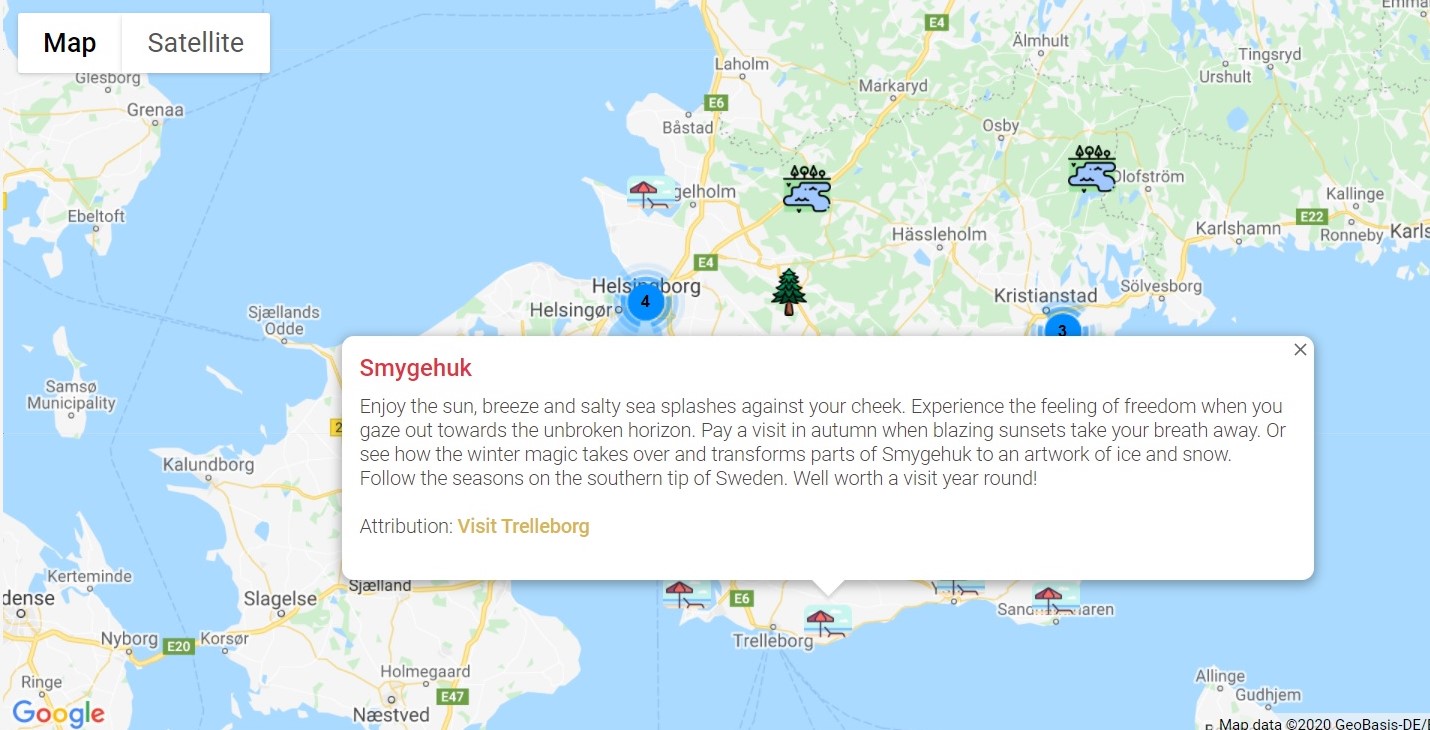 Map
Satellite
E4
Älmhult
Tingsryd
Urshult
Laholm
Markaryd
Glesborg
Grenaa
E6
Båstad
Osby
Olofström
gelholm
Kallinge
Ebeltoft
E22
Karlshamn
Ronneby
Hässleholm
E4
Helsingborg
4
Helsingør
Kristianstad
Sölvesborg
Sjællands
Odde
3
Smygehuk
Enjoy the sun, breeze and salty sea splashes against your cheek. Experience the feeling of freedom when you
gaze out towards the unbroken horizon. Pay a visit in autumn when blazing sunsets take your breath away. Or
see how the winter magic takes over and transforms parts of Smygehuk to an artwork of ice and snow.
Follow the seasons on the southern tip of Sweden. Well worth a visit year round!
Attribution: Visit Trelleborg
Samsø
Municipality
2
Kalundborg
Kerteminde
dense
Slagelse
Sjælland
E6
Trelleborg
Nyborg
E20
Korsør
Ringe
Holmegaard
E47
Næstved
Allinge
Gudhjem
Google
Map data ©2020 GeoBasis-DE/